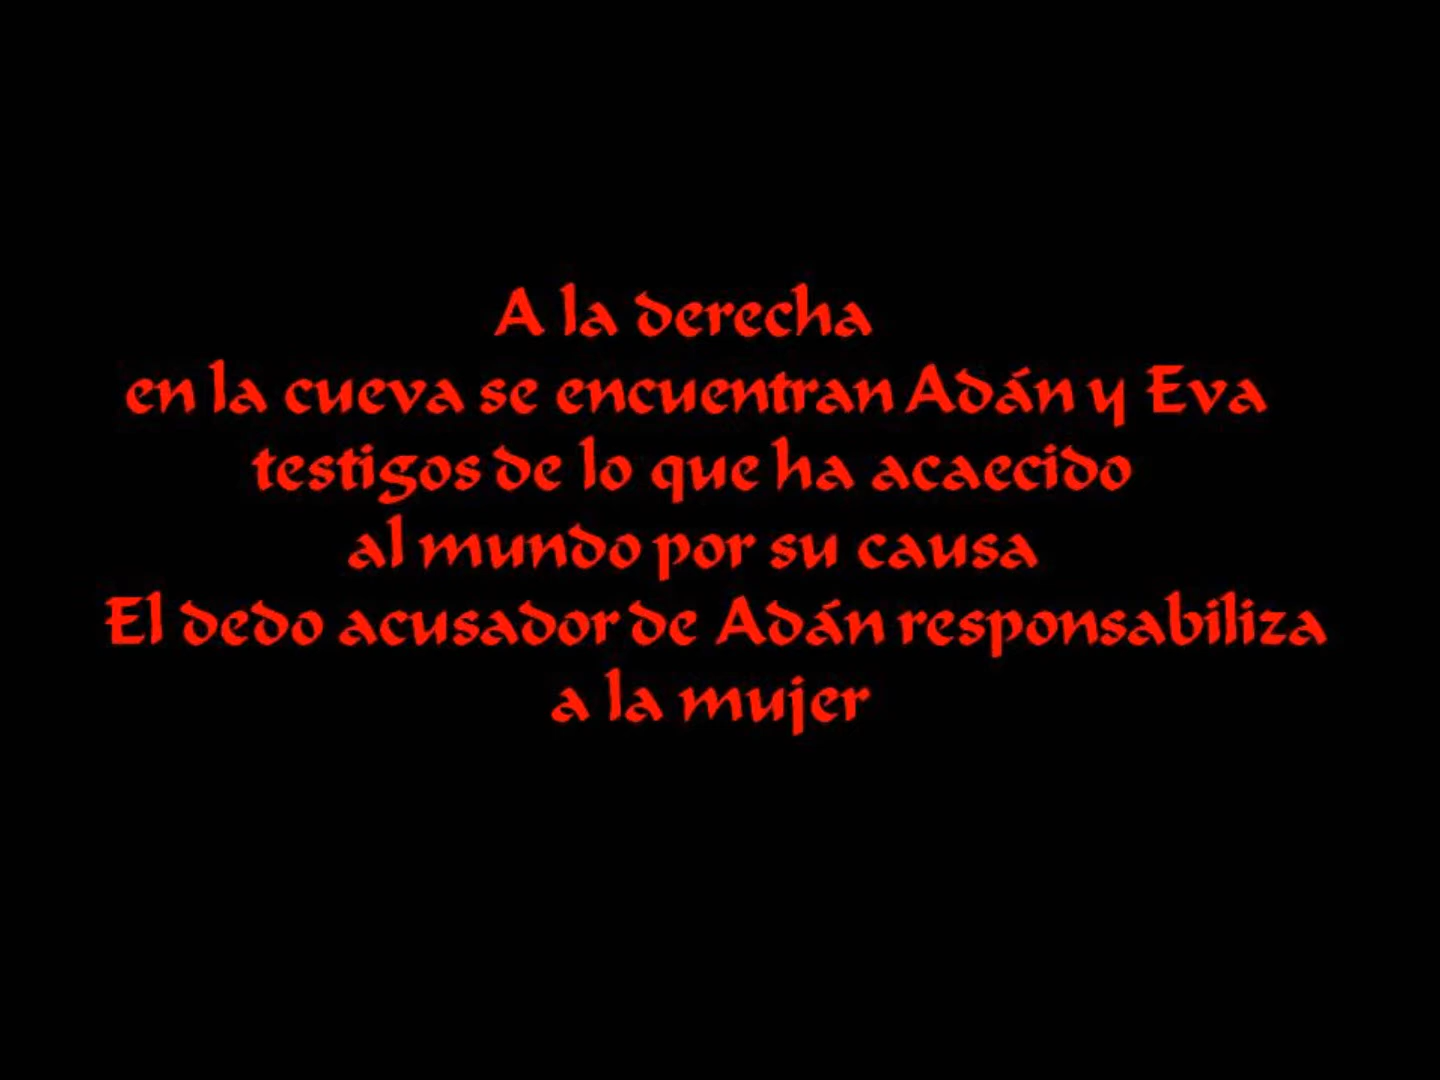 A la derecha
en la cueva se encuentran Adán y Eva
testigos de lo que ha acaecido
al mundo por su causa
El dedo acusador de Adán responsabiliza
a la mujer